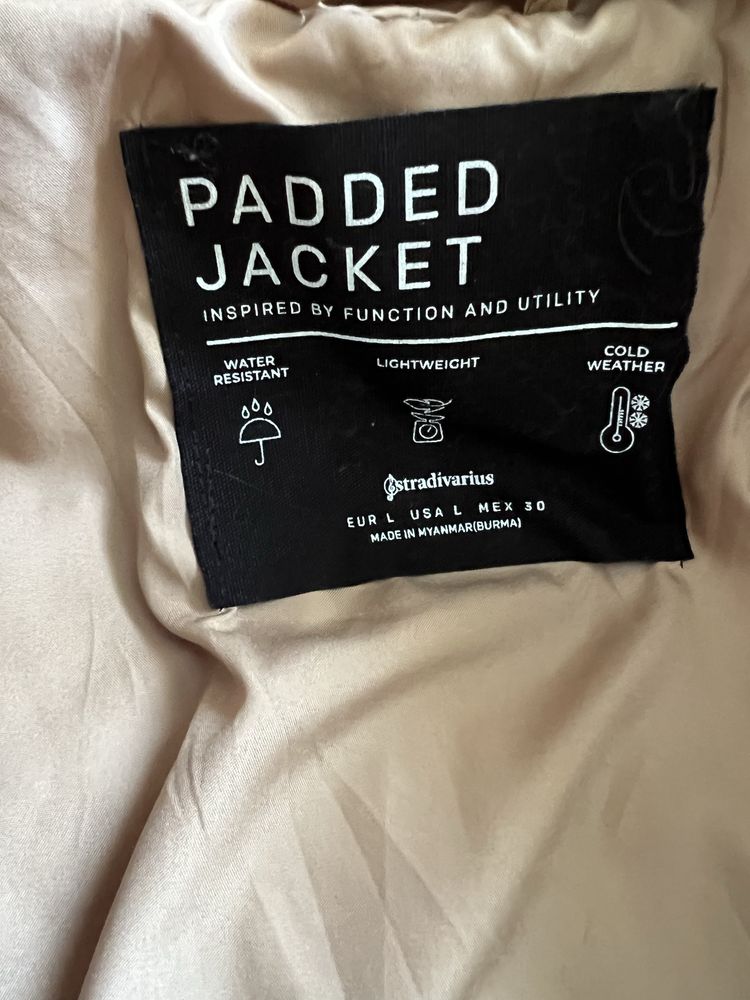 PADDED
JACKET
INSPIRED BY FUNCTION AND UTILITY
WATER
RESISTANT
LIGHTWEIGHT
COLD
WEATHER
stradivarius
EUR L USA L MEX 30
MADE IN MYANMAR(BURMA)